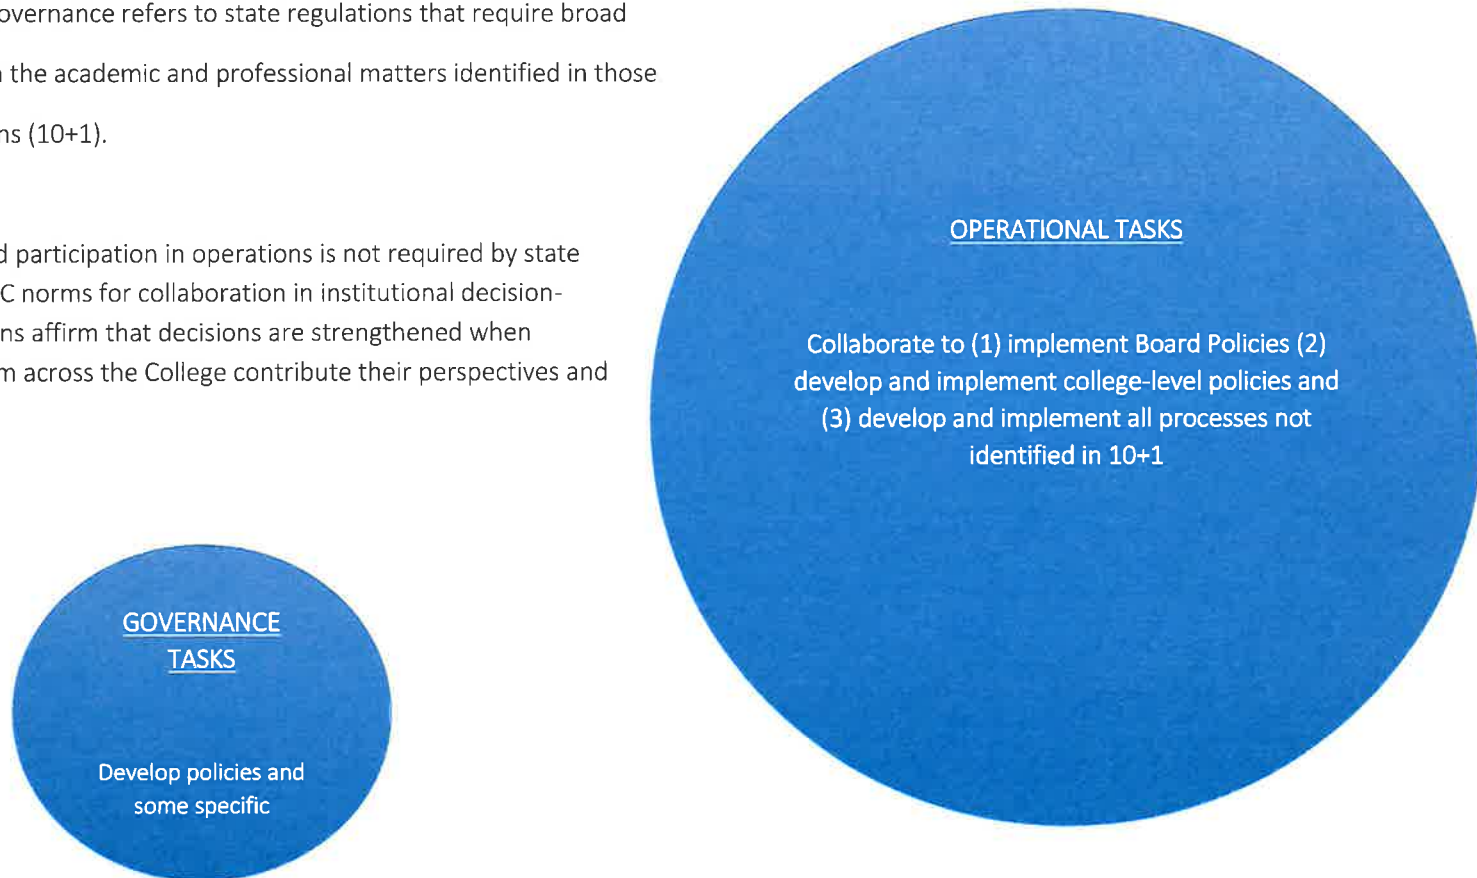 overnance refers to state regulations that require broad
the academic and professional matters identified in those
ns (10+1).
d participation in operations is not required by state
C norms for collaboration in institutional decision-
ns affirm that decisions are strengthened when
m across the College contribute their perspectives and
OPERATIONAL TASKS
Collaborate to (1) implement Board Policies (2)
develop and implement college-level policies and
(3) develop and implement all processes not
identified in 10+1
GOVERNANCE
TASKS
Develop policies and
some specific